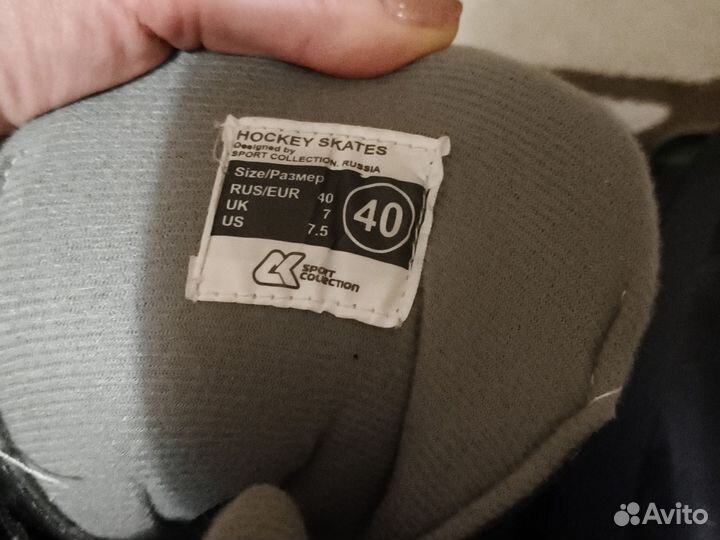 HOCKEY SKATES
Designed by
SPORT COLLECTION, RUSSIA
Size/Размер
RUS/EUR 40
UK 7
US 7.5
40
SPORT
COLLECTION
Avito